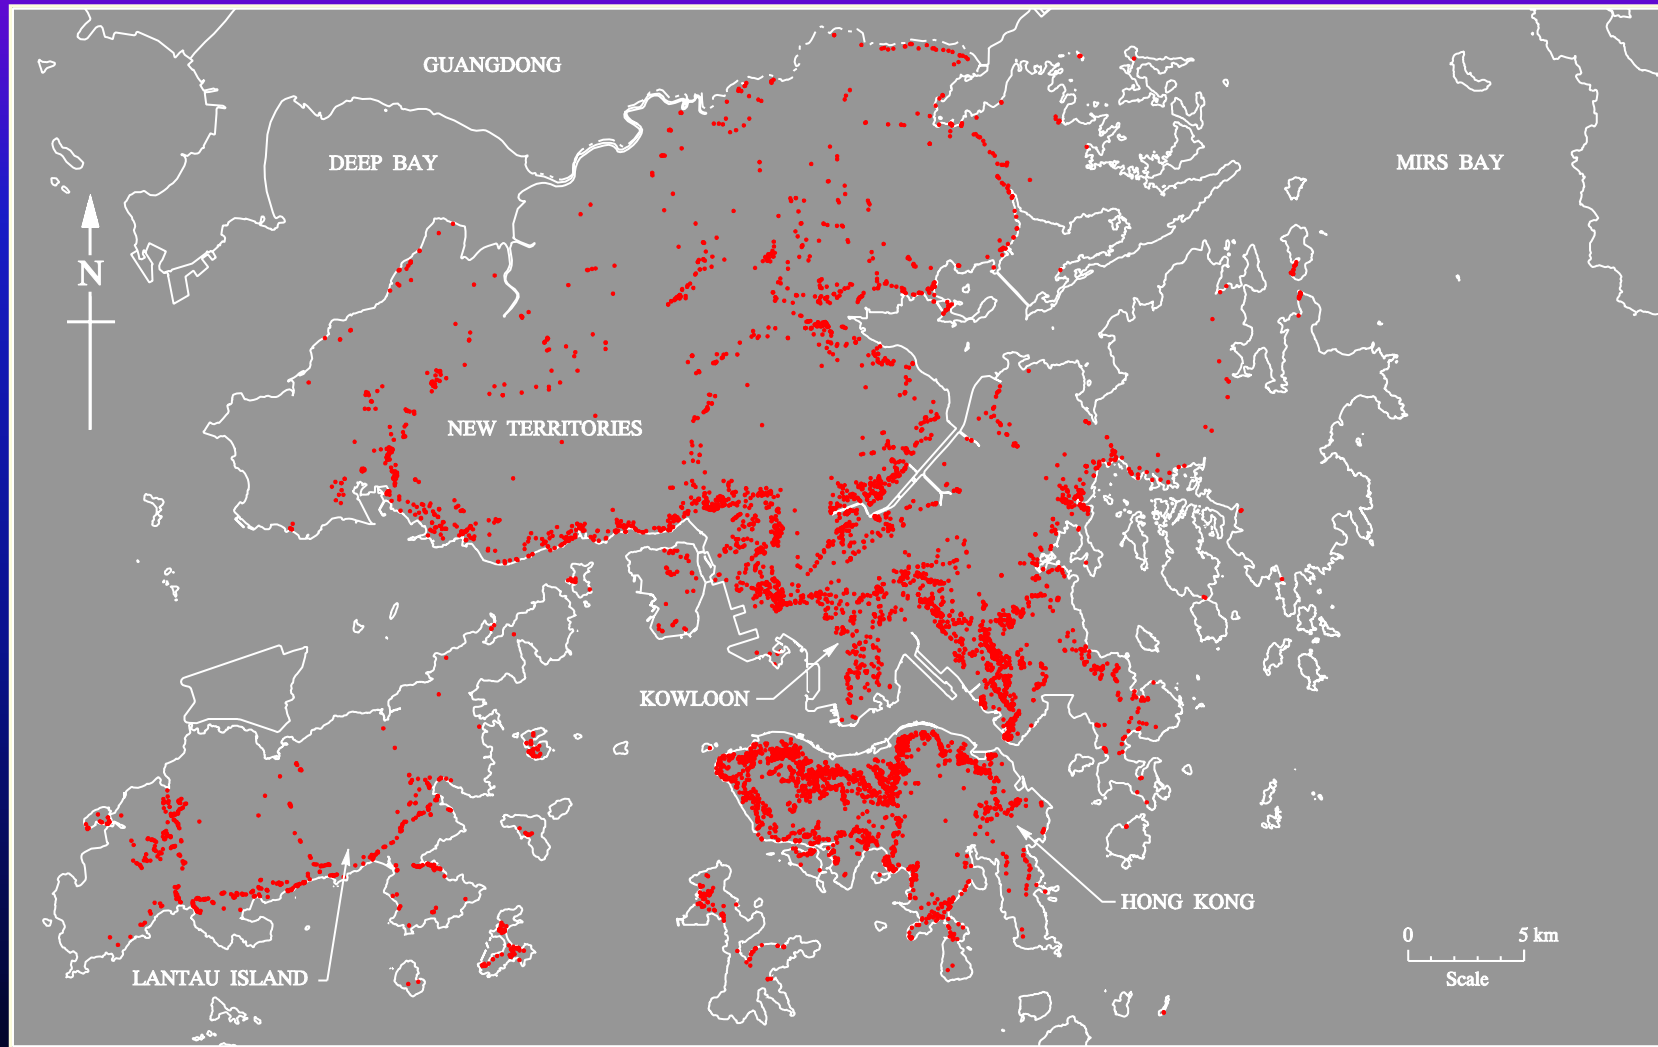 GUANGDONG
DEEP BAY
MIRS BAY
N
NEW TERRITORIES
KOWLOON
HONG KONG
LANTAU ISLAND
0 5 km
Scale